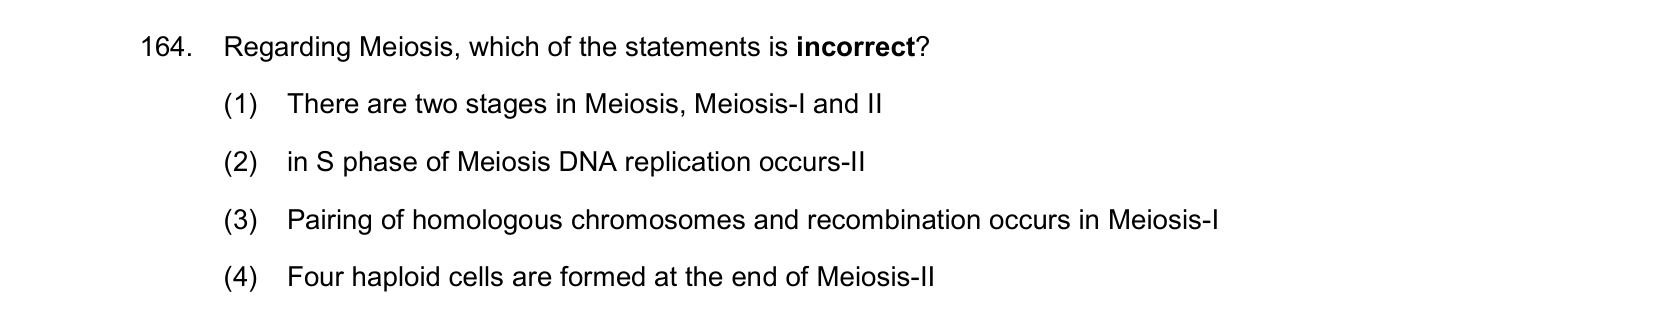 164. Regarding Meiosis, which of the statements is incorrect?
(1) There are two stages in Meiosis, Meiosis-I and II
(2) in S phase of Meiosis DNA replication occurs-II
(3) Pairing of homologous chromosomes and recombination occurs in Meiosis-I
(4) Four haploid cells are formed at the end of Meiosis-II